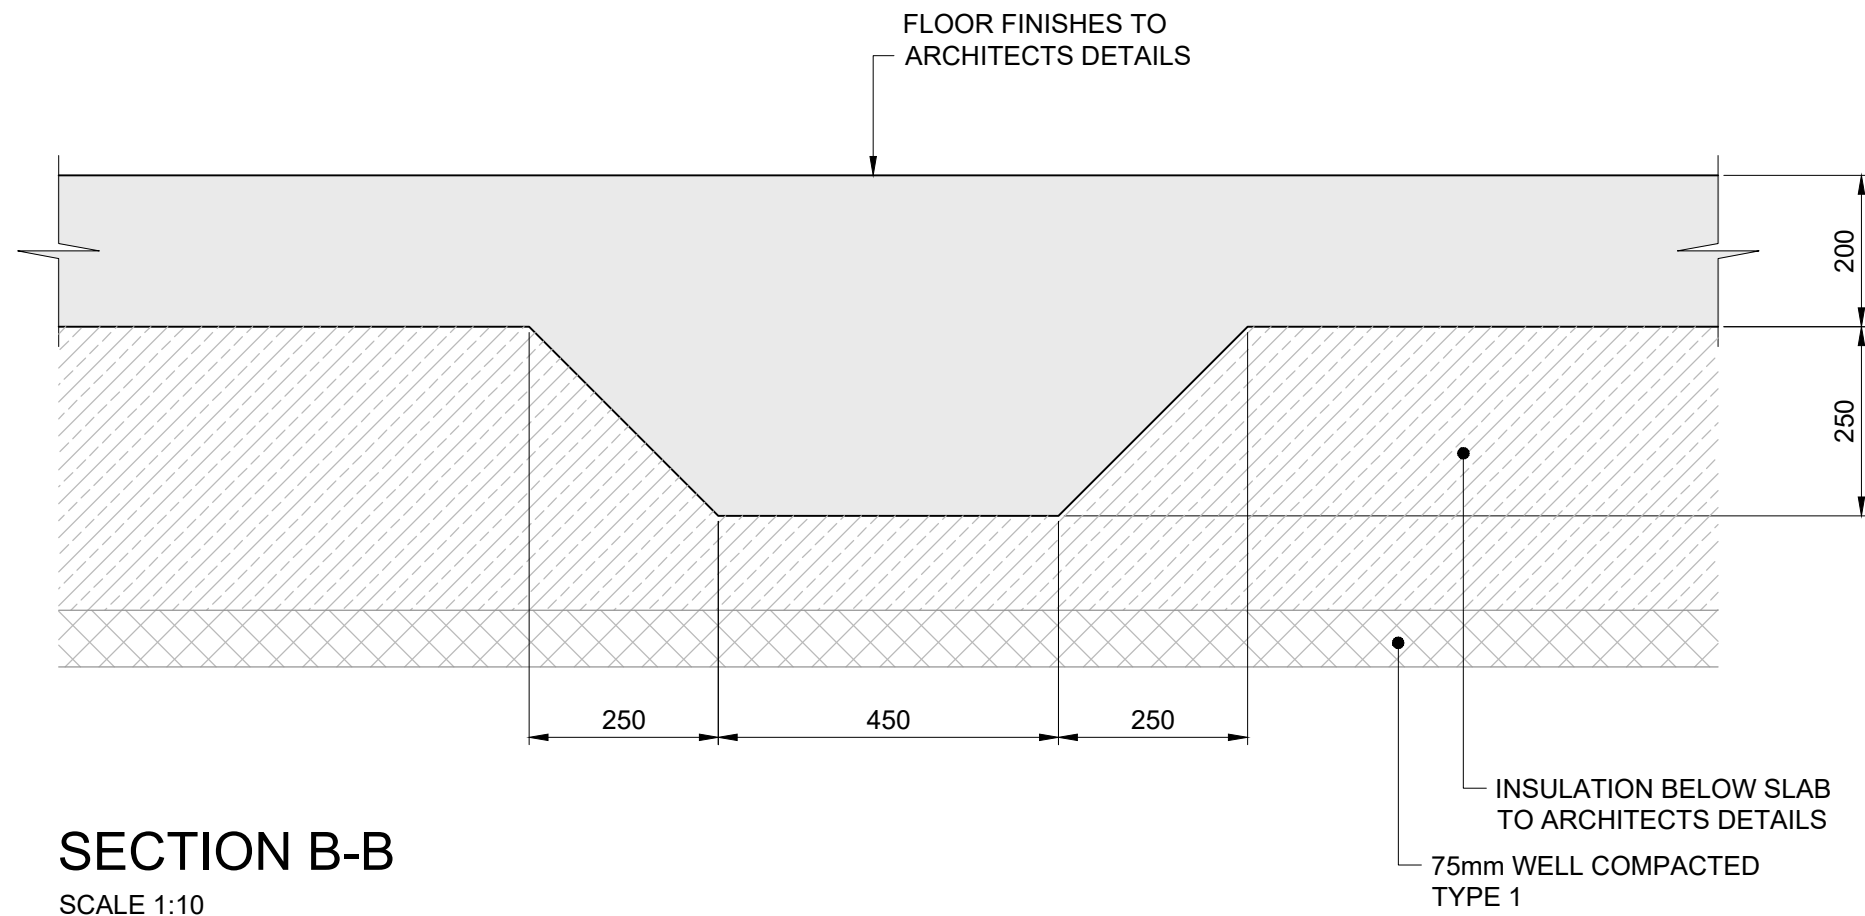 FLOOR FINISHES TO
ARCHITECTS DETAILS
200
250
250
450
250
INSULATION BELOW SLAB
TO ARCHITECTS DETAILS
75mm WELL COMPACTED
TYPE 1
SECTION B-B
SCALE 1:10